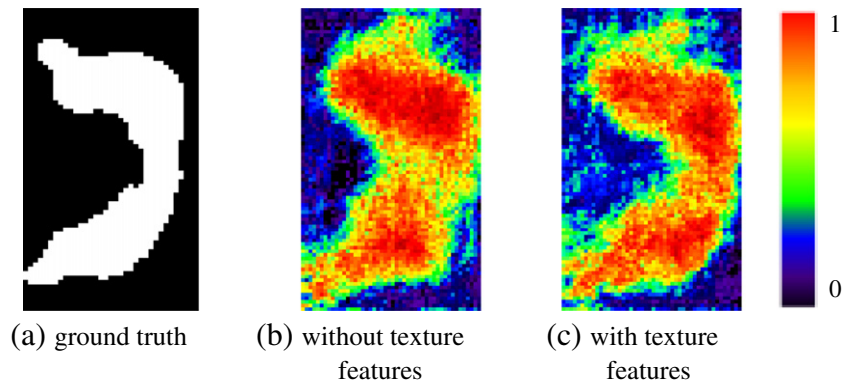 1
0
(a) ground truth
(b) without texture
features
(c) with texture
features